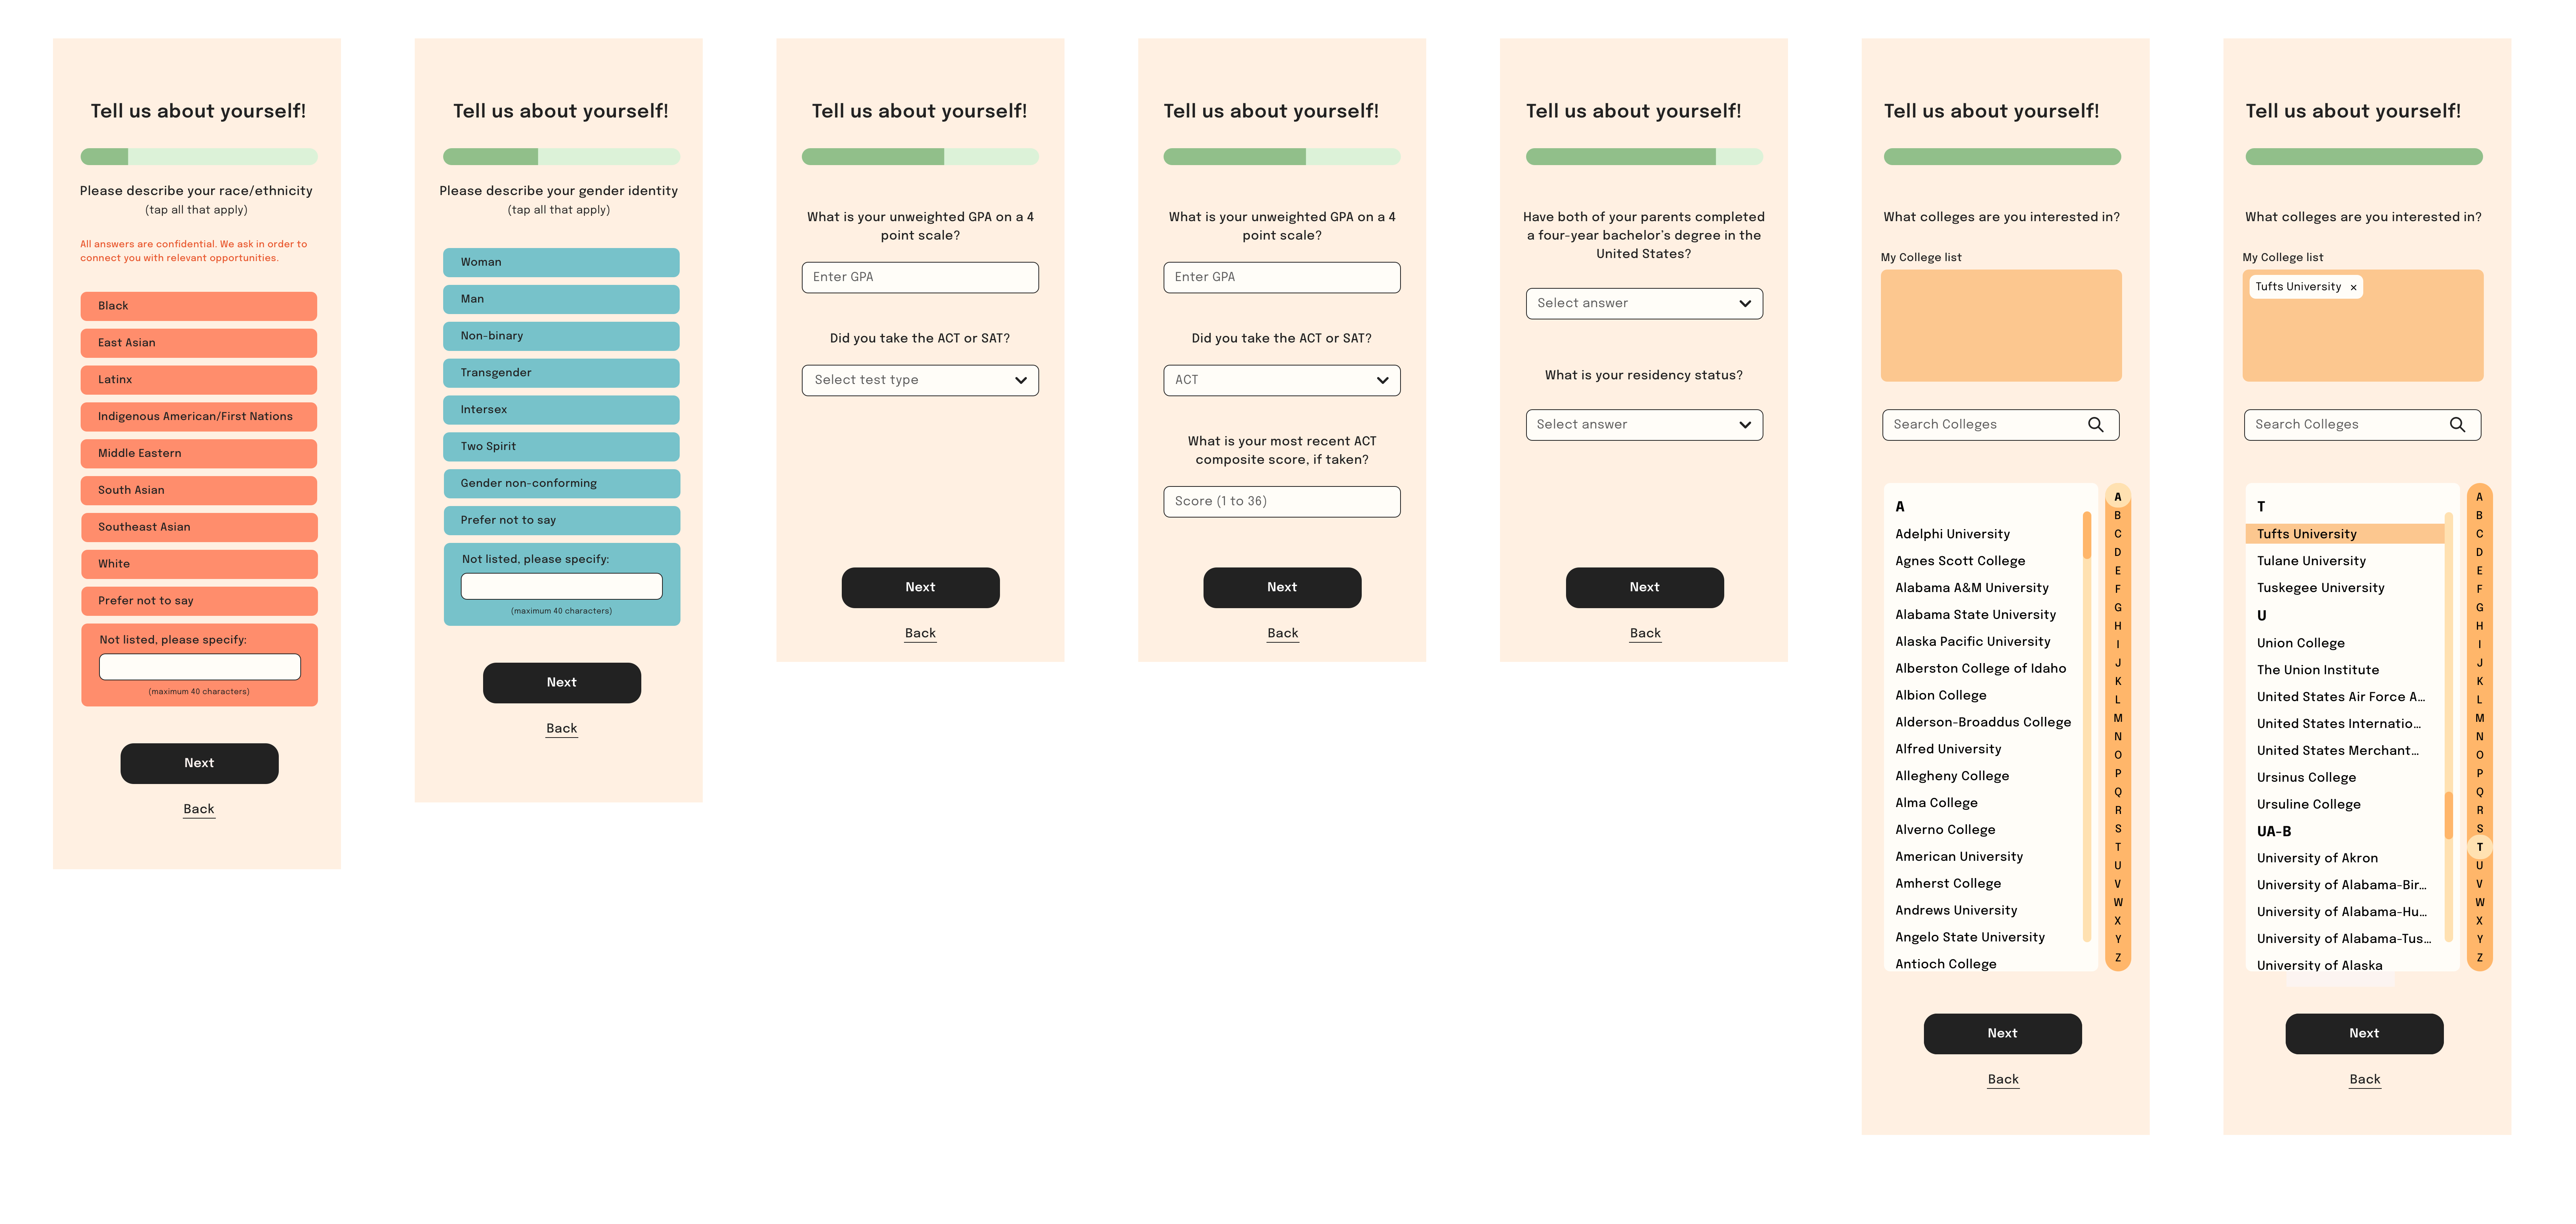 Tell us about yourself!
Please describe your race/ethnicity
(tap all that apply)
All answers are confidential. We ask in order to
connect you with relevant opportunities.
Black
East Asian
Latinx
Indigenous American/First Nations
Middle Eastern
South Asian
Southeast Asian
White
Prefer not to say
Not listed, please specify:
(maximum 40 characters)
Next
Back
Tell us about yourself!
Please describe your gender identity
(tap all that apply)
Woman
Man
Non-binary
Transgender
Intersex
Two Spirit
Gender non-conforming
Prefer not to say
Not listed, please specify:
(maximum 40 characters)
Next
Back
Tell us about yourself!
What is your unweighted GPA on a 4
point scale?
Enter GPA
Did you take the ACT or SAT?
Select test type
Next
Back
Tell us about yourself!
What is your unweighted GPA on a 4
point scale?
Enter GPA
Did you take the ACT or SAT?
ACT
What is your most recent ACT
composite score, if taken?
Score (1 to 36)
Next
Back
Tell us about yourself!
Have both of your parents completed
a four-year bachelor's degree in the
United States?
Select answer
What is your residency status?
Select answer
Next
Back
Tell us about yourself!
What colleges are you interested in?
My College list
Search Colleges
A
Adelphi University
Agnes Scott College
Alabama A&M University
Alabama State University
Alaska Pacific University
Alberston College of Idaho
Albion College
Alderson-Broaddus College
Alfred University
Allegheny College
Alma College
Alverno College
American University
Amherst College
Andrews University
Angelo State University
Antioch College
A
B
C
D
E
F
G
H
I
J
K
L
M
N
O
P
Q
R
S
T
U
V
W
X
Y
Z
Next
Back
Tell us about yourself!
What colleges are you interested in?
My College list
Tufts University ×
Search Colleges
T
Tufts University
Tulane University
Tuskegee University
U
Union College
The Union Institute
United States Air Force A...
United States Internatio...
United States Merchant...
Ursinus College
Ursuline College
UA-B
University of Akron
University of Alabama-Bir...
University of Alabama-Hu...
University of Alabama-Tus...
University of Alaska
A
B
C
D
E
F
G
H
I
J
K
L
M
N
O
P
Q
R
S
T
U
V
W
X
Y
Z
Next
Back